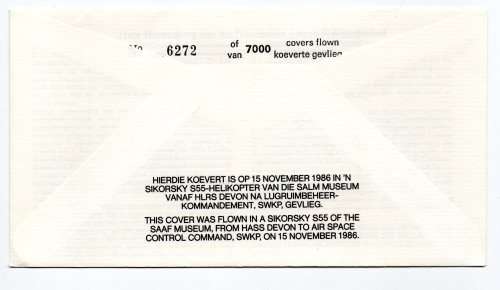 No 6272 of 7000 covers flown
van koeverte gevlieg
HIERDIE KOEVERT IS OP 15 NOVEMBER 1986 IN 'N
SIKORSKY S55-HELIKOPTER VAN DIE SALM MUSEUM
VANAF HLRS DEVON NA LUGRUIMBEHEER-
KOMMANDEMENT, SWKP, GEVLIEG.
THIS COVER WAS FLOWN IN A SIKORSKY S55 OF THE
SAAF MUSEUM, FROM HASS DEVON TO AIR SPACE
CONTROL COMMAND, SWKP, ON 15 NOVEMBER 1986.